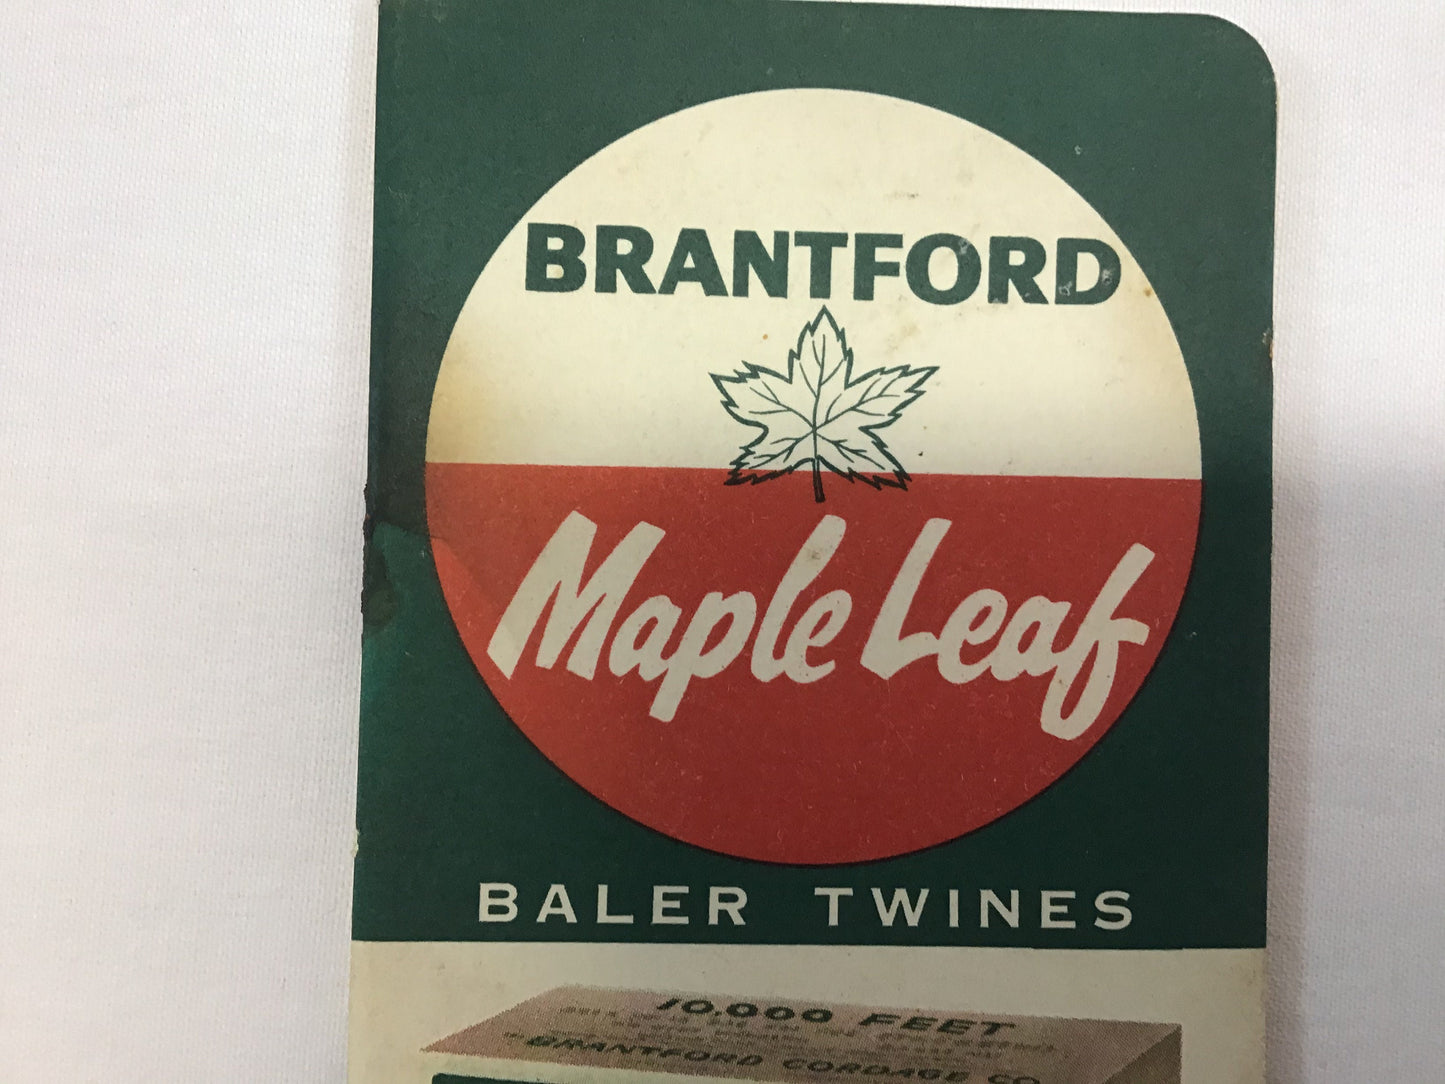 BRANTFORD
Maple Leaf
BALER TWINES
10,000 FEET
BRANTFORD CORDAGE CO